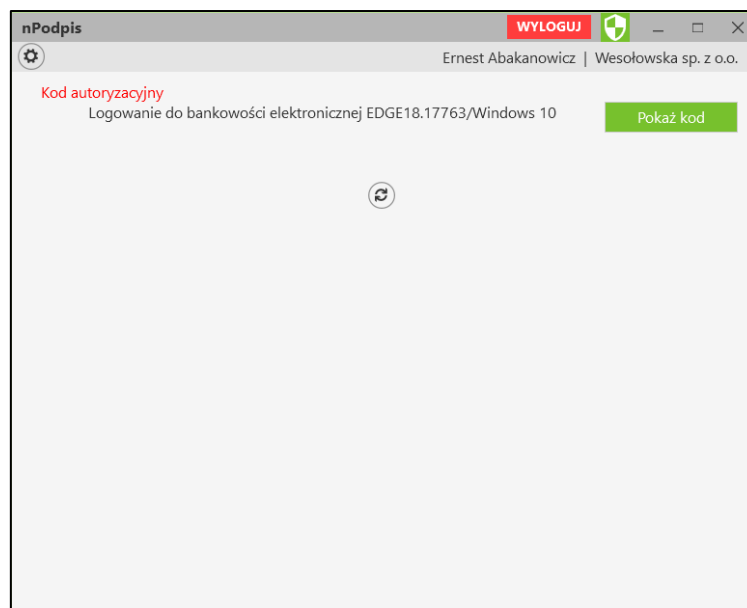 nPodpis WYLOGUJ
Ernest Abakanowicz | Wesołowska sp. z o.o.
Kod autoryzacyjny
Logowanie do bankowości elektronicznej EDGE18.17763/Windows 10 Pokaż kod